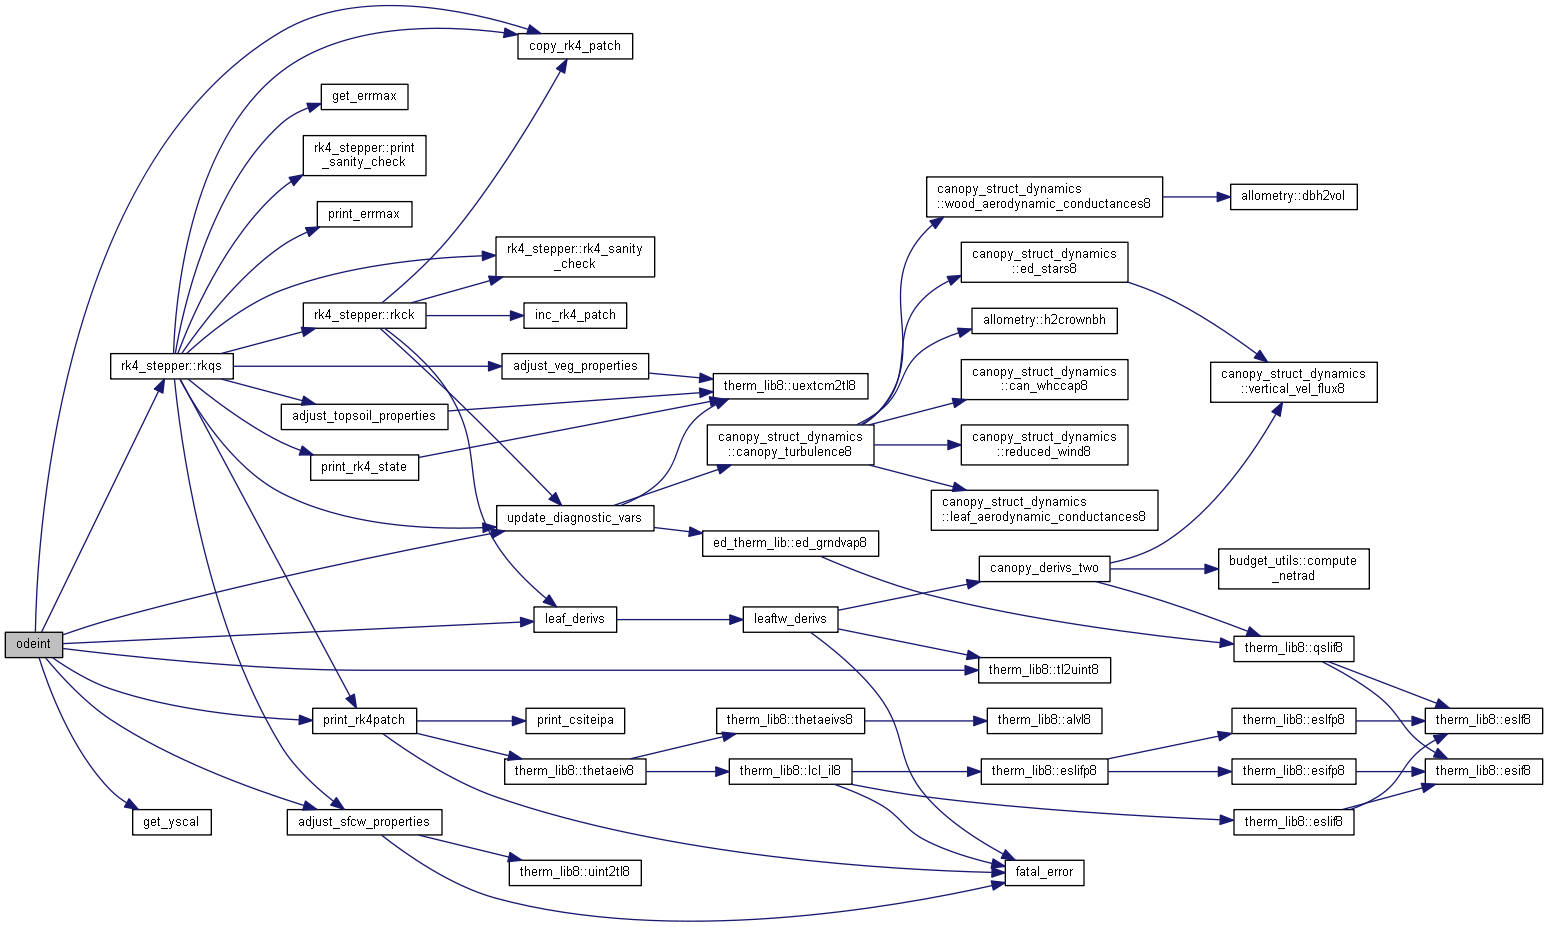 copy_rk4_patch
get_errmax
rk4_stepper::print
_sanity_check
print_errmax
rk4_stepper::rk4_sanity
_check
rk4_stepper::rkck
inc_rk4_patch
rk4_stepper::rkqs
adjust_veg_properties
adjust_topsoil_properties
print_rk4_state
therm_lib8::uextcm2tl8
canopy_struct_dynamics
::canopy_turbulence8
canopy_struct_dynamics
::wood_aerodynamic_conductances8
allometry::dbh2vol
canopy_struct_dynamics
::ed_stars8
allometry::h2crownbh
canopy_struct_dynamics
::can_whccap8
canopy_struct_dynamics
::vertical_vel_flux8
canopy_struct_dynamics
::reduced_wind8
canopy_struct_dynamics
::leaf_aerodynamic_conductances8
update_diagnostic_vars
ed_therm_lib::ed_grndvap8
canopy_derivs_two
budget_utils::compute
_netrad
odeint
leaf_derivs
leaftw_derivs
therm_lib8::qslif8
therm_lib8::tl2uint8
print_rk4patch
print_csiteipa
therm_lib8::thetaeivs8
therm_lib8::alvl8
therm_lib8::eslfp8
therm_lib8::eslf8
therm_lib8::thetaeiv8
therm_lib8::lcl_il8
therm_lib8::eslifp8
therm_lib8::esifp8
therm_lib8::esif8
get_yscal
adjust_sfcw_properties
therm_lib8::eslif8
therm_lib8::uint2tl8
fatal_error